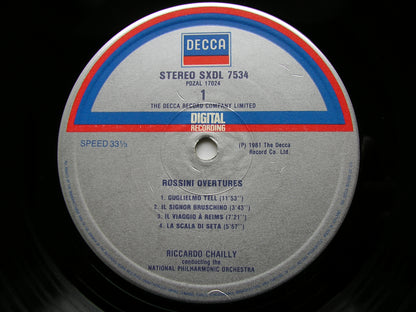 DECCA
STEREO SXDL 7534
PDZAL 17024
1
THE DECCA RECORD COMPANY LIMITED
DIGITAL
RECORDING
SPEED 33⅓
(P) 1981 The Decca
Record Co. Ltd.
ROSSINI OVERTURES
1. GUGLIELMO TELL (11'53'')
2. IL SIGNOR BRUSCHINO (3'43'')
3. IL VIAGGIO À REIMS (7'21'')
4. LA SCALA DI SETA (5'57'')
RICCARDO CHAILLY
conducting the
NATIONAL PHILHARMONIC ORCHESTRA